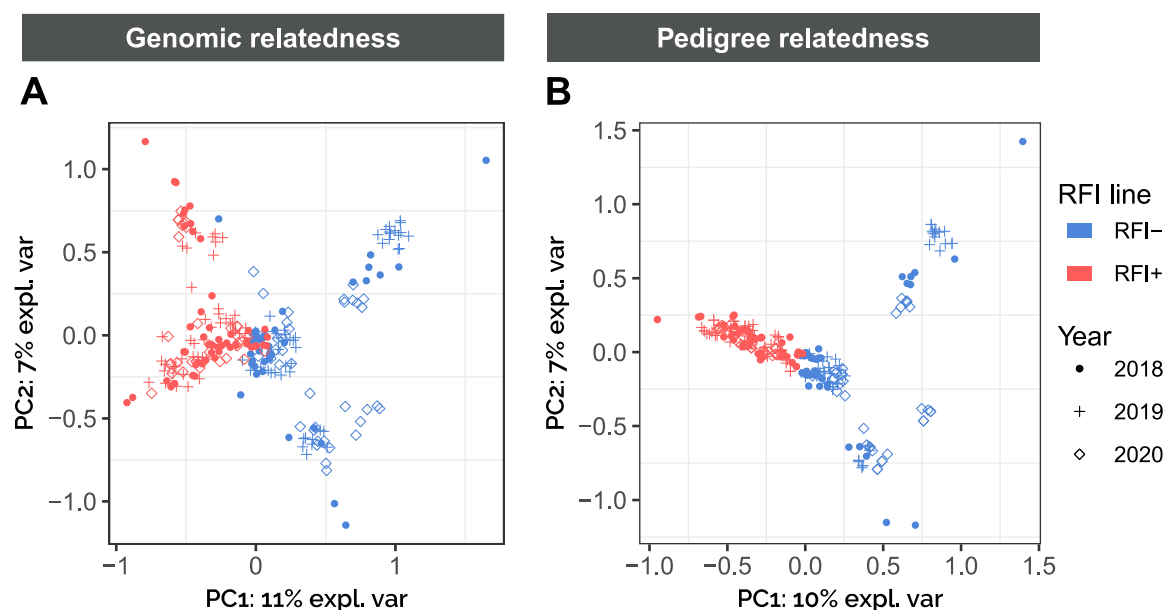 Genomic relatedness
Pedigree relatedness
A
B
PC2: 7% expl. var
1.0
0.5
0.0
−0.5
−1.0
−1
0
1
PC1: 11% expl. var
PC2: 7% expl. var
1.5
1.0
0.5
0.0
−0.5
−1.0
−1.0
−0.5
0.0
0.5
1.0
1.5
PC1: 10% expl. var
RFI line
RFI−
RFI+
Year
2018
2019
2020